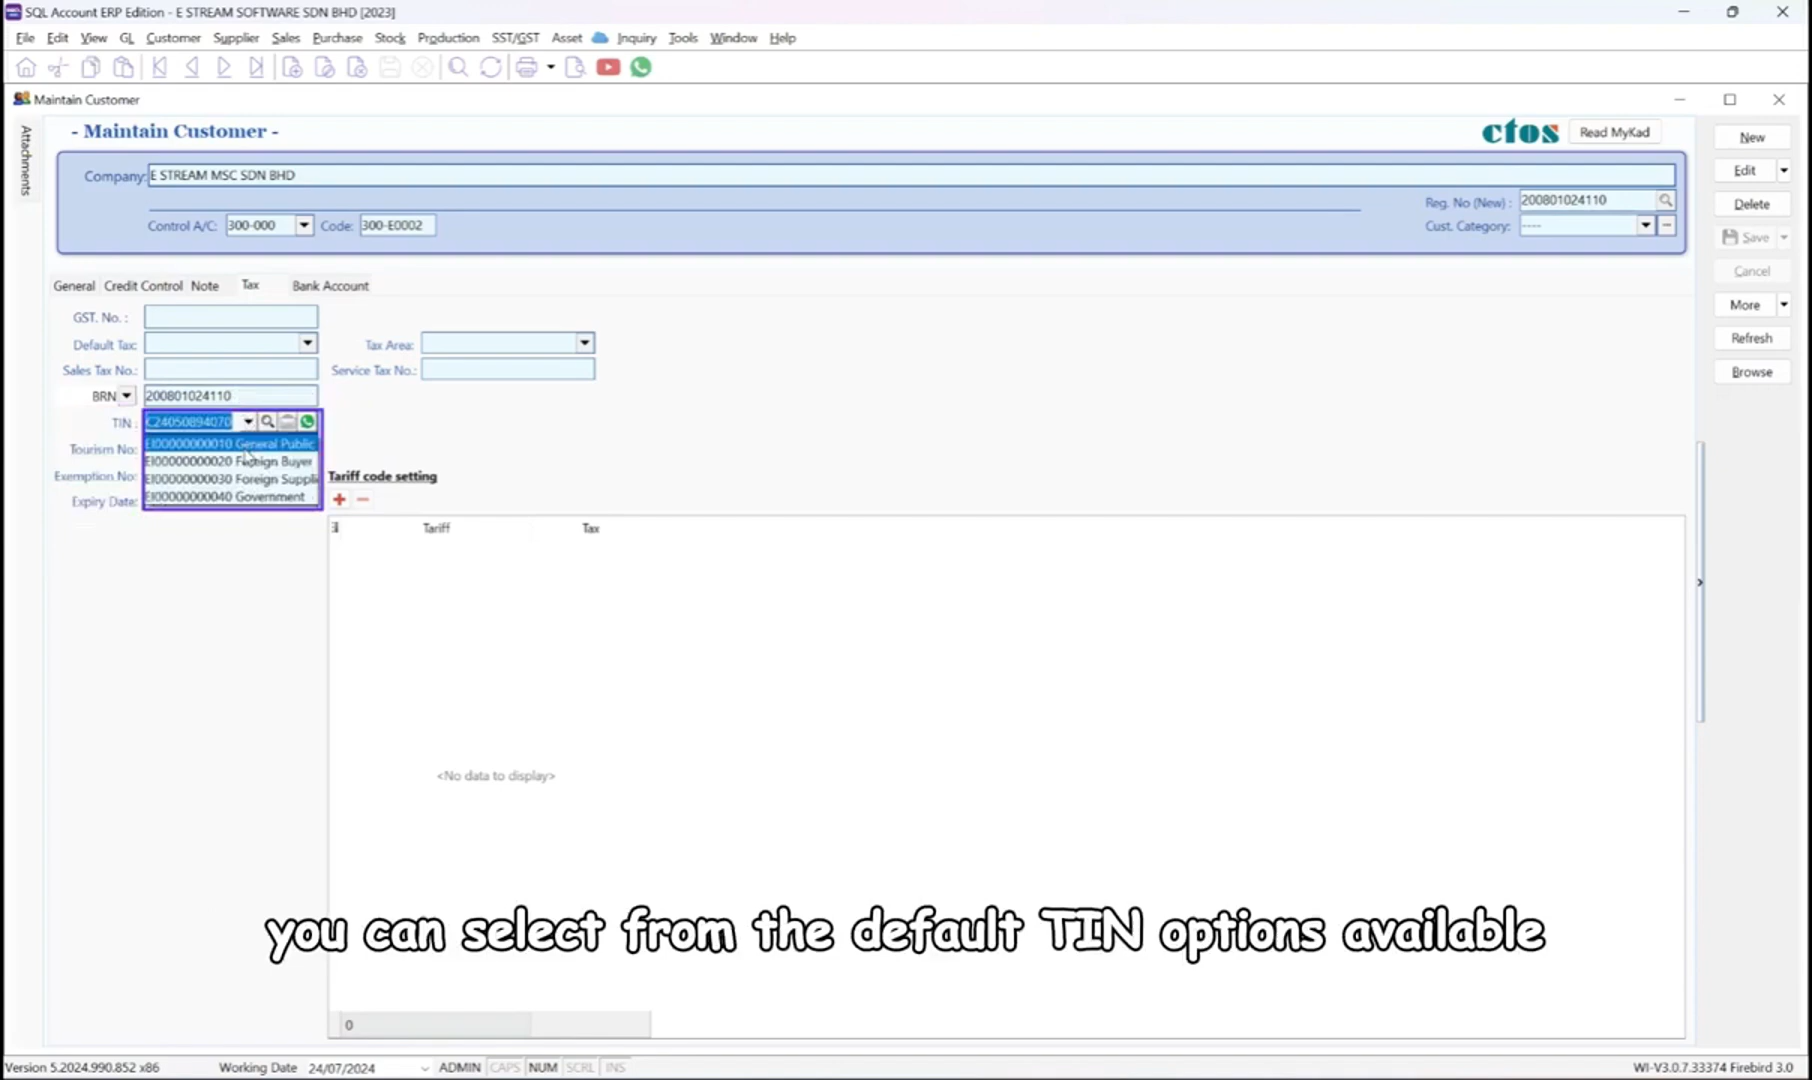 SQL Account ERP Edition - E STREAM SOFTWARE SDN BHD [2023]
File Edit View GL Customer Supplier Sales Purchase Stock Production SST/GST Asset Inquiry Tools Window Help
Maintain Customer
Attachments
- Maintain Customer -
ctos
Read MyKad
New
Company: E STREAM MSC SDN BHD
Edit
Reg. No (New) : 200801024110
Delete
Control A/C: 300-000 Code: 300-E0002
Cust. Category: ----
Save
Cancel
General Credit Control Note Tax Bank Account
More
GST. No. :
Default Tax: Tax Area:
Refresh
Sales Tax No.: Service Tax No.:
Browse
BRN 200801024110
TIN : C24050894070
Tourism No: EI00000000010 General Public
EI00000000020 Foreign Buyer
Exemption No: EI00000000030 Foreign Suppli
Tariff code setting
Expiry Date: EI00000000040 Government
Tariff Tax
<No data to display>
you can select from the default TIN options available
0
Version 5.2024.990.852 x86 Working Date 24/07/2024 ADMIN CAPS NUM SCRL INS WI-V3.0.7.33374 Firebird 3.0